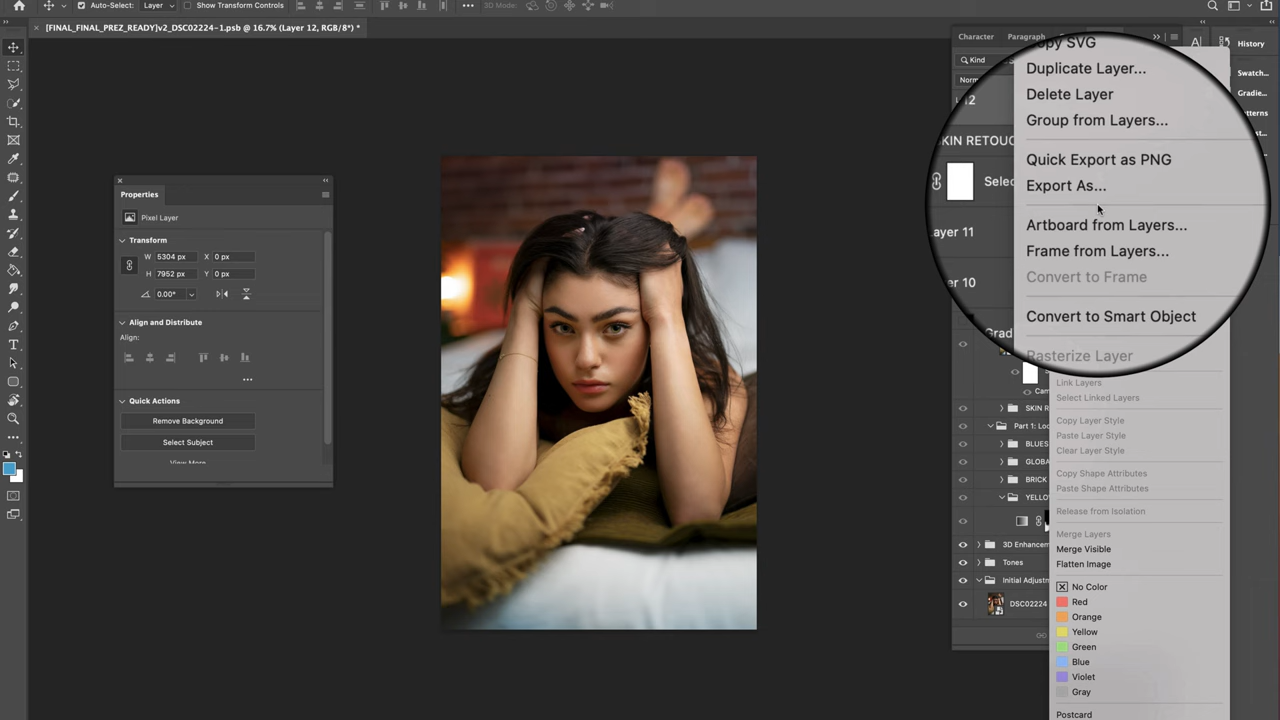 Auto-Select: Layer Show Transform Controls 3D Mode:
× [FINAL_FINAL_PREZ_READY]v2_DSC02224-1.psb @ 16.7% (Layer 12, RGB/8*) *
Properties
Pixel Layer
Transform
W 5304 px X 0 px
H 7952 px Y 0 px
0.00°
Align and Distribute
Align:
Quick Actions
Remove Background
Select Subject
View More
Character Paragraph
Kind
Norm
12
KIN RETOUC
Selec
ayer 11
er 10
Grad
Cam
SKIN R
Part 1: Loc
BLUES
GLOBA
BRICK
YELLO
3D Enhancem
Tones
Initial Adjustm
DSC02224
Copy SVG
Duplicate Layer...
Delete Layer
Group from Layers...
Quick Export as PNG
Export As...
Artboard from Layers...
Frame from Layers...
Convert to Frame
Convert to Smart Object
Rasterize Layer
Link Layers
Select Linked Layers
Copy Layer Style
Paste Layer Style
Clear Layer Style
Copy Shape Attributes
Paste Shape Attributes
Release from Isolation
Merge Layers
Merge Visible
Flatten Image
No Color
Red
Orange
Yellow
Green
Blue
Violet
Gray
Postcard
History
Swatch...
Gradie...
atterns